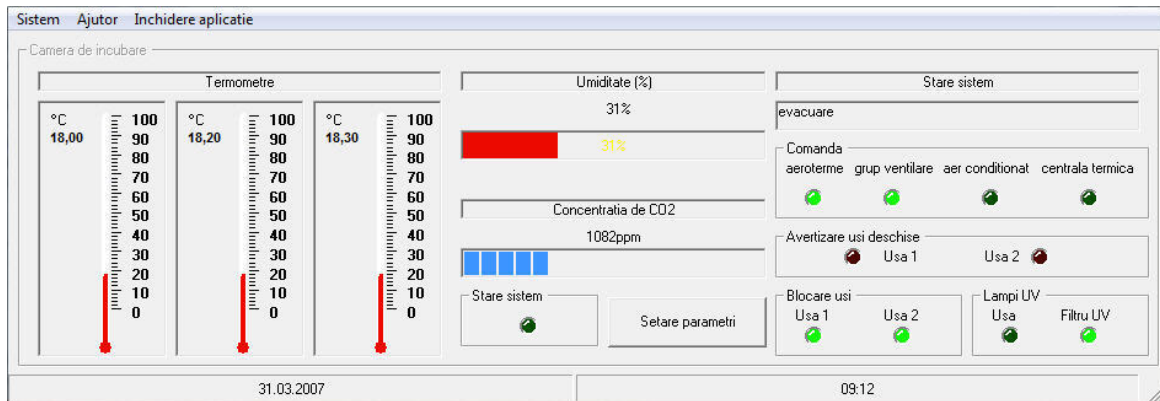 Sistem Ajutor Inchidere aplicatie
Camera de incubare
Termometre
°C
18,00
100
90
80
70
60
50
40
30
20
10
0
°C
18,20
100
90
80
70
60
50
40
30
20
10
0
°C
18,30
100
90
80
70
60
50
40
30
20
10
0
Umiditate (%)
31%
31%
Concentratia de CO2
1082ppm
Stare sistem
Setare parametri
Stare sistem
evacuare
Comanda
aeroterme grup ventilare aer conditionat centrala termica
Avertizare usi deschise
Usa 1 Usa 2
Blocare usi
Usa 1 Usa 2
Lampi UV
Usa Filtru UV
31.03.2007 09:12